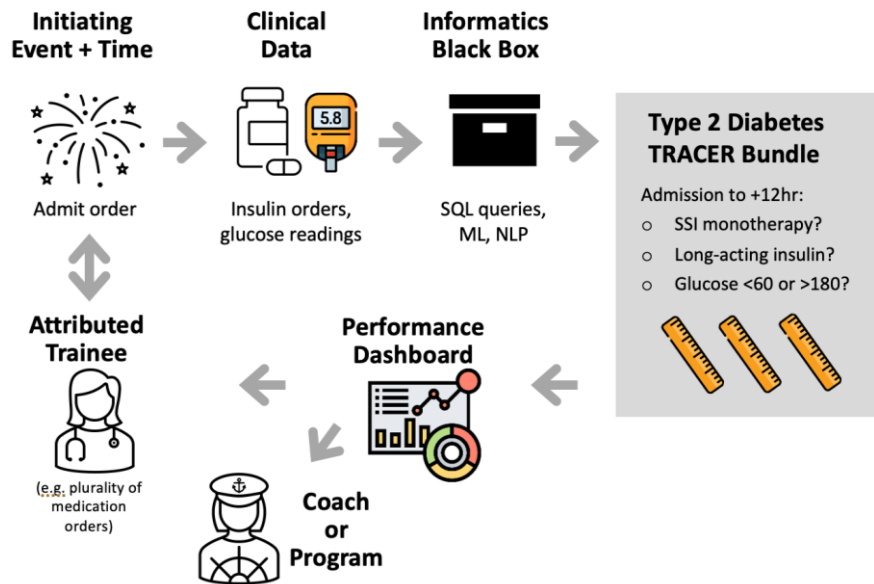 Initiating
Event + Time
Admit order
Clinical
Data
5.8
Insulin orders,
glucose readings
Informatics
Black Box
SQL queries,
ML, NLP
Type 2 Diabetes
TRACER Bundle
Admission to +12hr:
o SSI monotherapy?
o Long-acting insulin?
o Glucose <60 or >180?
Attributed
Trainee
(e.g. plurality of
medication
orders)
Performance
Dashboard
Coach
or
Program